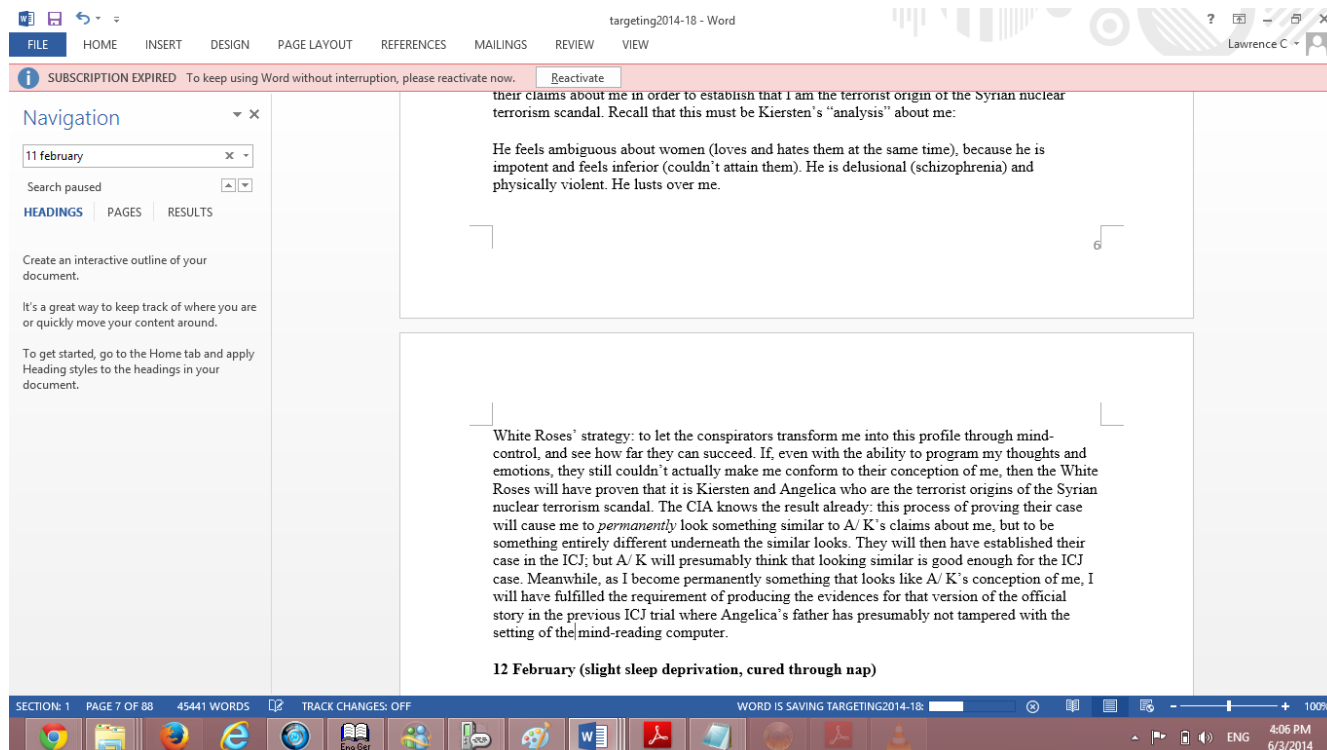 targeting2014-18 - Word
FILE HOME INSERT DESIGN PAGE LAYOUT REFERENCES MAILINGS REVIEW VIEW
Lawrence C
SUBSCRIPTION EXPIRED To keep using Word without interruption, please reactivate now. Reactivate
Navigation
11 february
Search paused
HEADINGS PAGES RESULTS
Create an interactive outline of your
document.
It's a great way to keep track of where you are
or quickly move your content around.
To get started, go to the Home tab and apply
Heading styles to the headings in your
document.
their claims about me in order to establish that I am the terrorist origin of the Syrian nuclear
terrorism scandal. Recall that this must be Kiersten's “analysis” about me:
He feels ambiguous about women (loves and hates them at the same time), because he is
impotent and feels inferior (couldn't attain them). He is delusional (schizophrenia) and
physically violent. He lusts over me.
6
White Roses' strategy: to let the conspirators transform me into this profile through mind-
control, and see how far they can succeed. If, even with the ability to program my thoughts and
emotions, they still couldn't actually make me conform to their conception of me, then the White
Roses will have proven that it is Kiersten and Angelica who are the terrorist origins of the Syrian
nuclear terrorism scandal. The CIA knows the result already: this process of proving their case
will cause me to permanently look something similar to A/ K's claims about me, but to be
something entirely different underneath the similar looks. They will then have established their
case in the ICJ; but A/ K will presumably think that looking similar is good enough for the ICJ
case. Meanwhile, as I become permanently something that looks like A/ K's conception of me, I
will have fulfilled the requirement of producing the evidences for that version of the official
story in the previous ICJ trial where Angelica's father has presumably not tampered with the
setting of the mind-reading computer.
12 February (slight sleep deprivation, cured through nap)
SECTION: 1 PAGE 7 OF 88 45441 WORDS TRACK CHANGES: OFF WORD IS SAVING TARGETING2014-18: 100%
Eng Ger
ENG
4:06 PM
6/3/2014